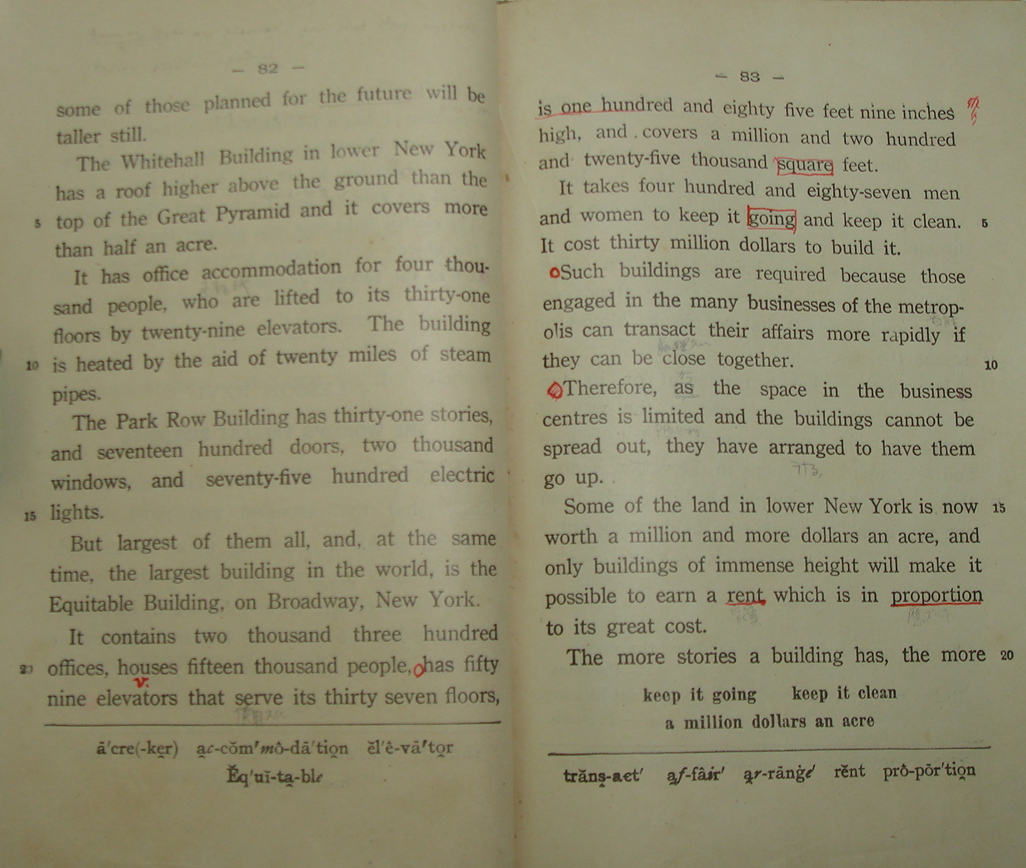 — 82 —
some of those planned for the future will be
taller still.
The Whitehall Building in lower New York
has a roof higher above the ground than the
5 top of the Great Pyramid and it covers more
than half an acre.
It has office accommodation for four thou-
sand people, who are lifted to its thirty-one
floors by twenty-nine elevators. The building
10 is heated by the aid of twenty miles of steam
pipes.
The Park Row Building has thirty-one stories,
and seventeen hundred doors, two thousand
windows, and seventy-five hundred electric
15 lights.
But largest of them all, and, at the same
time, the largest building in the world, is the
Equitable Building, on Broadway, New York.
It contains two thousand three hundred
20 offices, houses fifteen thousand people, has fifty
nine elevators that serve its thirty seven floors,
ā′cre(-kẽr) ac-cŏm′mô-dā′tion ĕl′ê-vā′tor
Ĕq′uĭ-ta-ble
— 83 —
is one hundred and eighty five feet nine inches
high, and covers a million and two hundred
and twenty-five thousand square feet.
It takes four hundred and eighty-seven men
and women to keep it going and keep it clean. 5
It cost thirty million dollars to build it.
Such buildings are required because those
engaged in the many businesses of the metrop-
olis can transact their affairs more rapidly if
they can be close together. 10
Therefore, as the space in the business
centres is limited and the buildings cannot be
spread out, they have arranged to have them
go up.
Some of the land in lower New York is now 15
worth a million and more dollars an acre, and
only buildings of immense height will make it
possible to earn a rent which is in proportion
to its great cost.
The more stories a building has, the more 20
keep it going keep it clean
a million dollars an acre
trăns-act′ af-fâir′ ar-rānġe′ rĕnt prô-pōr′tion